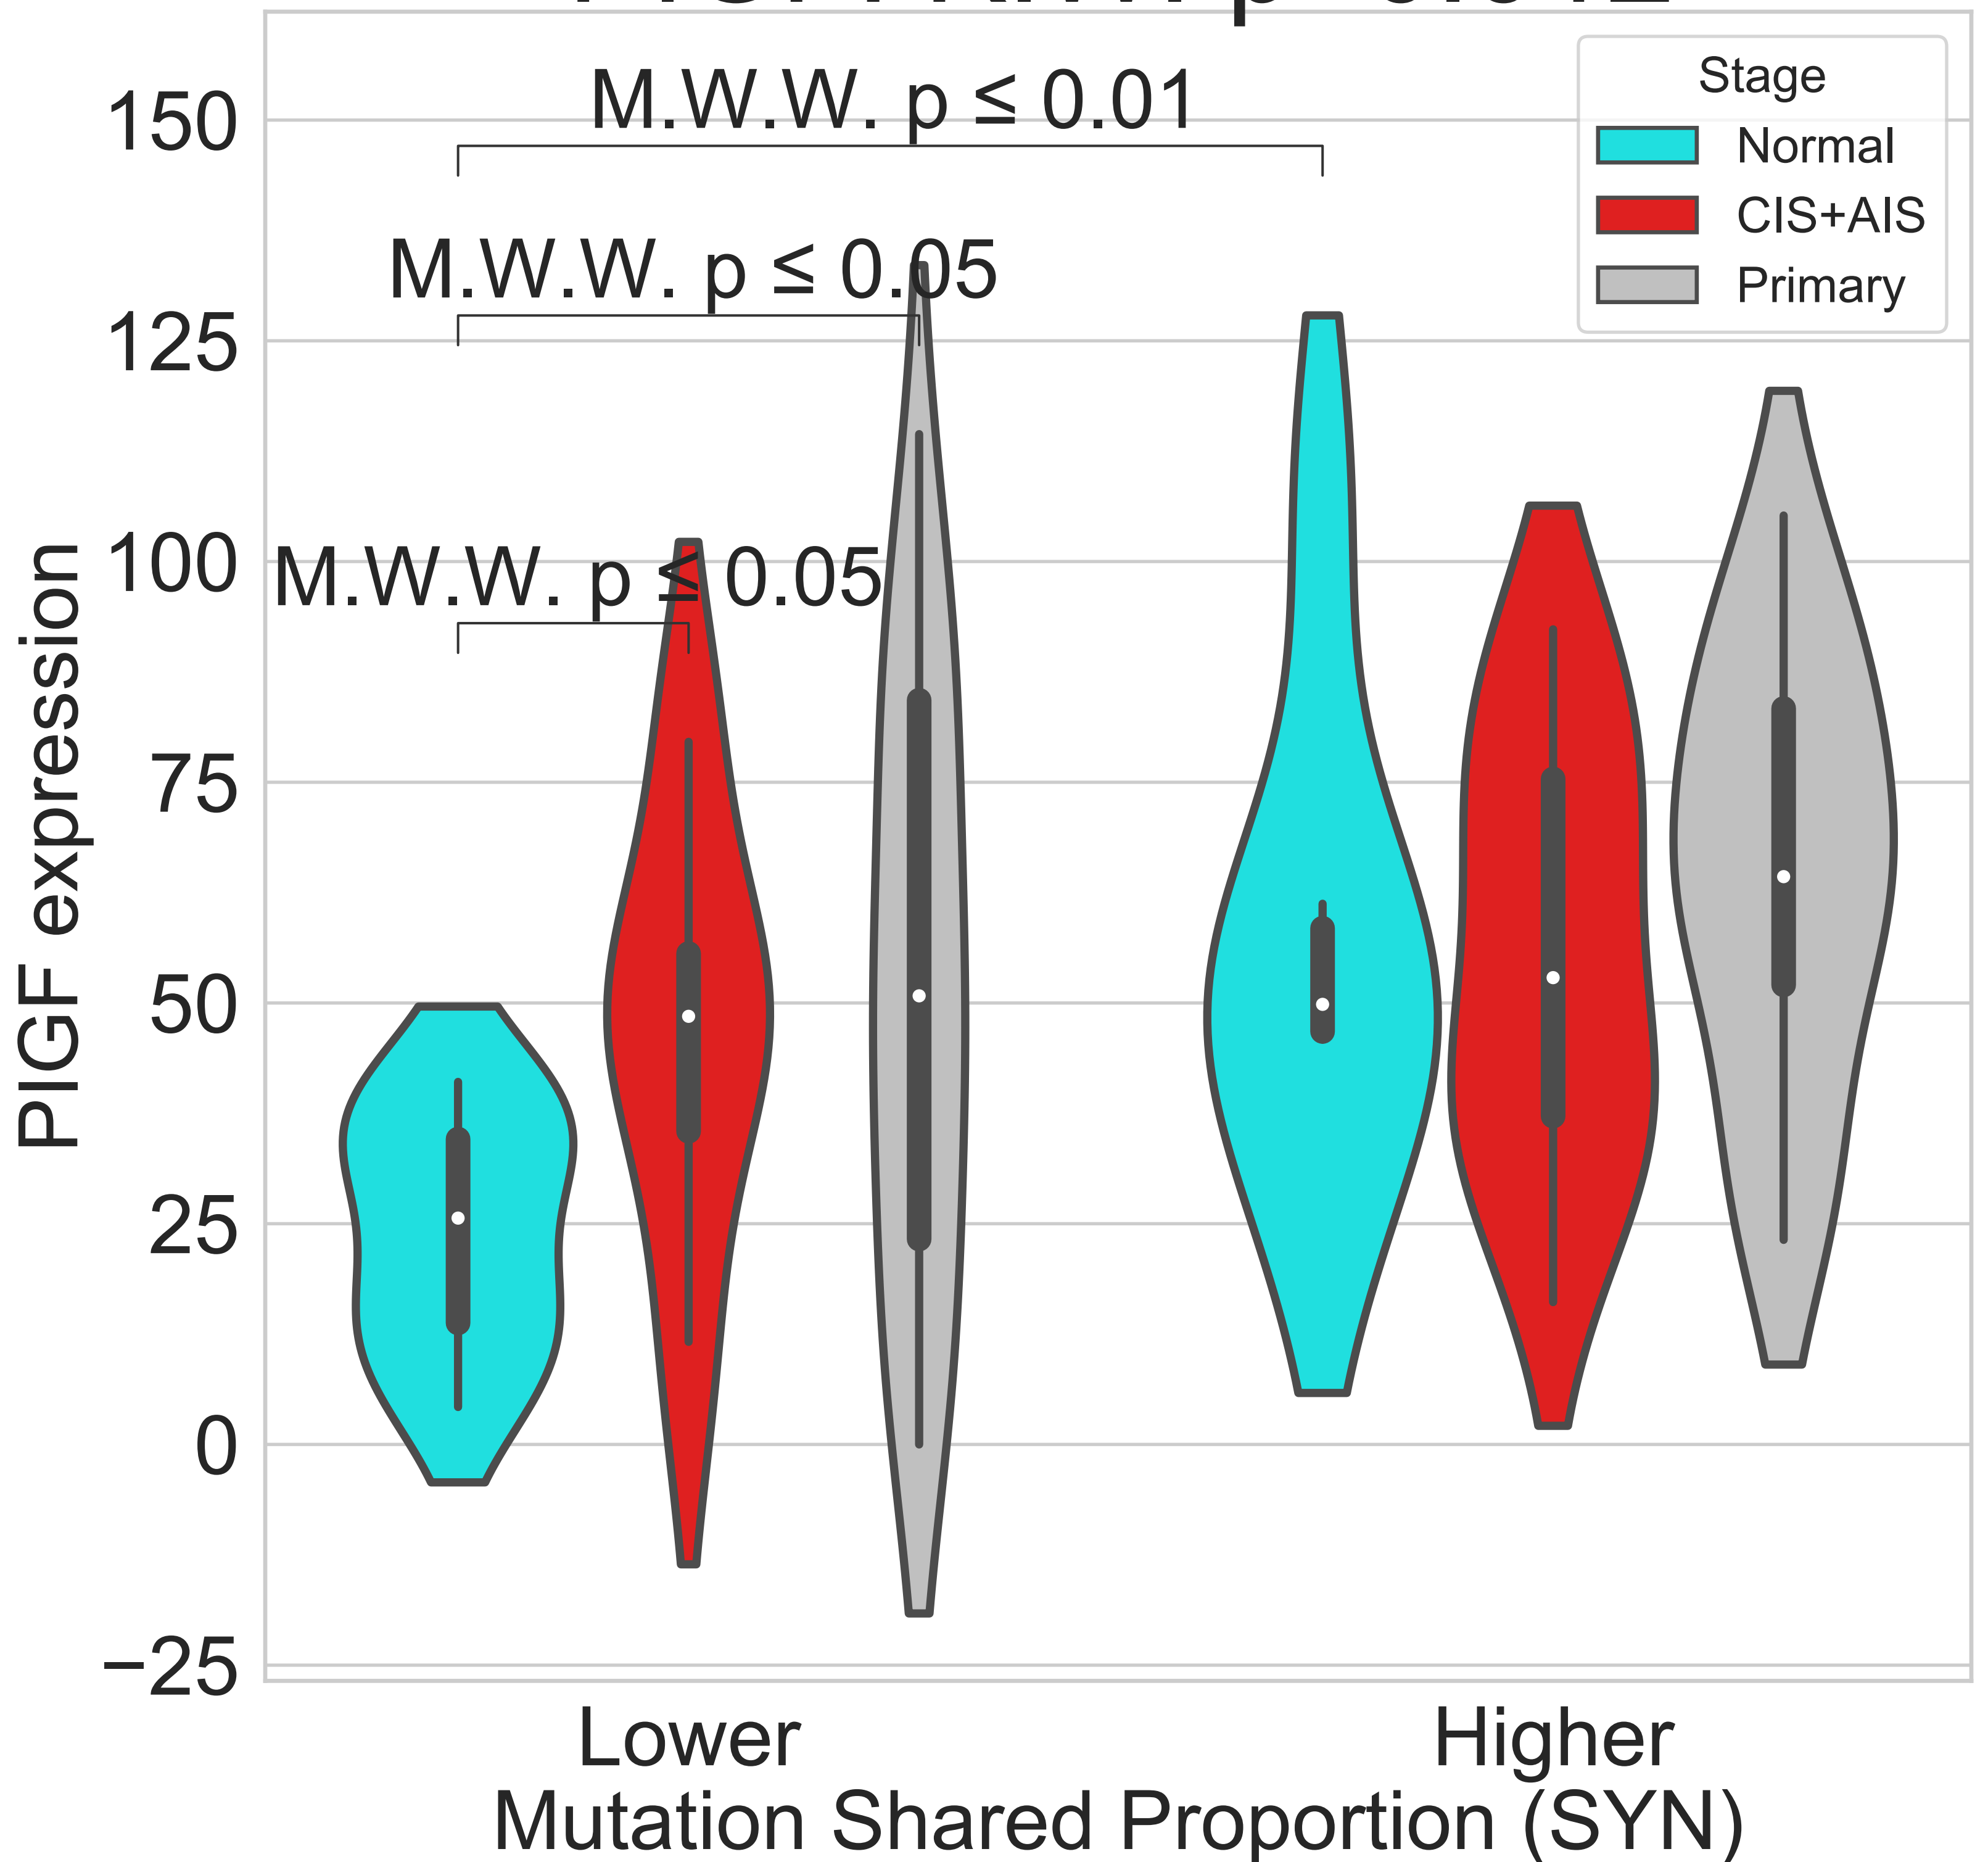 M.W.W. p ≤ 0.01
M.W.W. p ≤ 0.05
M.W.W. p ≤ 0.05
Stage
Normal
CIS+AIS
Primary
150
125
100
75
50
25
0
−25
PIGF expression
Lower
Higher
Mutation Shared Proportion (SYN)